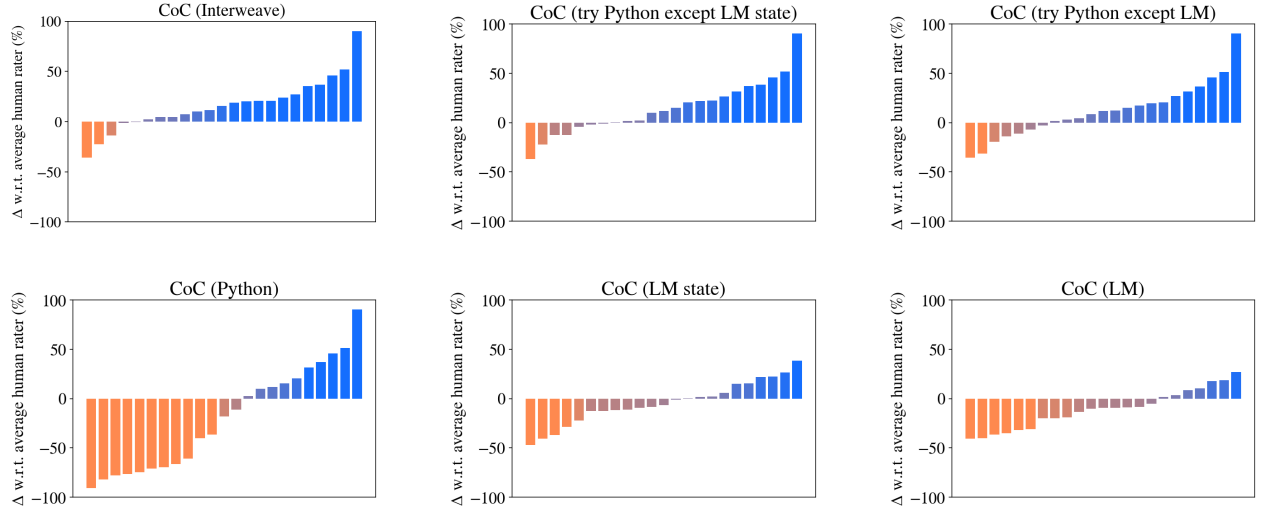 CoC (Interweave)
Δ w.r.t. average human rater (%)
100
50
0
−50
−100
CoC (try Python except LM state)
Δ w.r.t. average human rater (%)
100
50
0
−50
−100
CoC (try Python except LM)
Δ w.r.t. average human rater (%)
100
50
0
−50
−100
CoC (Python)
Δ w.r.t. average human rater (%)
100
50
0
−50
−100
CoC (LM state)
Δ w.r.t. average human rater (%)
100
50
0
−50
−100
CoC (LM)
Δ w.r.t. average human rater (%)
100
50
0
−50
−100